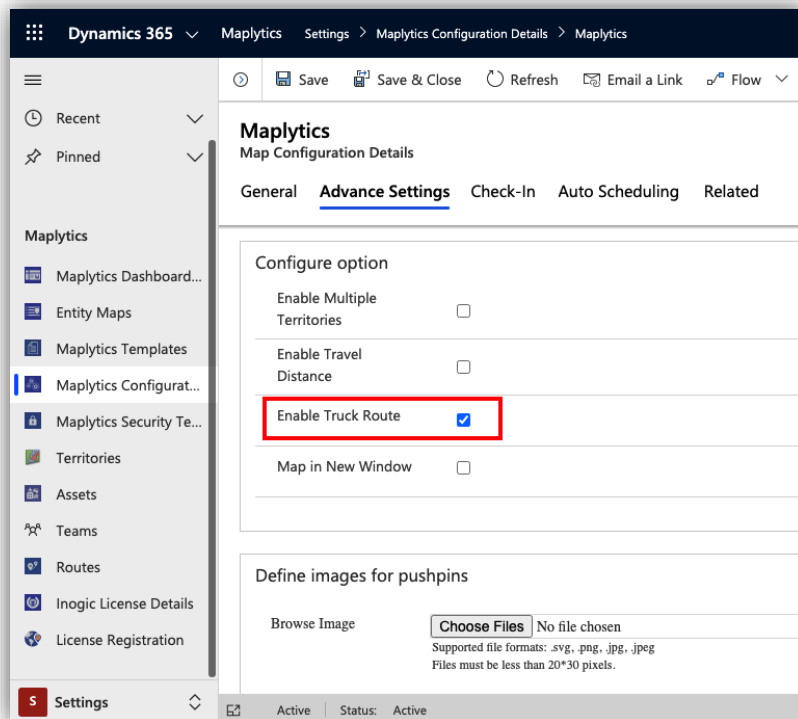 Dynamics 365 Maplytics Settings > Maplytics Configuration Details > Maplytics
Save Save & Close Refresh Email a Link Flow
Recent
Pinned
Maplytics
Maplytics Dashboard...
Entity Maps
Maplytics Templates
Maplytics Configurat...
Maplytics Security Te...
Territories
Assets
Teams
Routes
Inogic License Details
License Registration
S Settings
Maplytics
Map Configuration Details
General Advance Settings Check-In Auto Scheduling Related
Configure option
Enable Multiple
Territories
Enable Travel
Distance
Enable Truck Route
Map in New Window
Define images for pushpins
Browse Image Choose Files No file chosen
Supported file formats: .svg, .png, .jpg, .jpeg
Files must be less than 20*30 pixels.
Active Status: Active